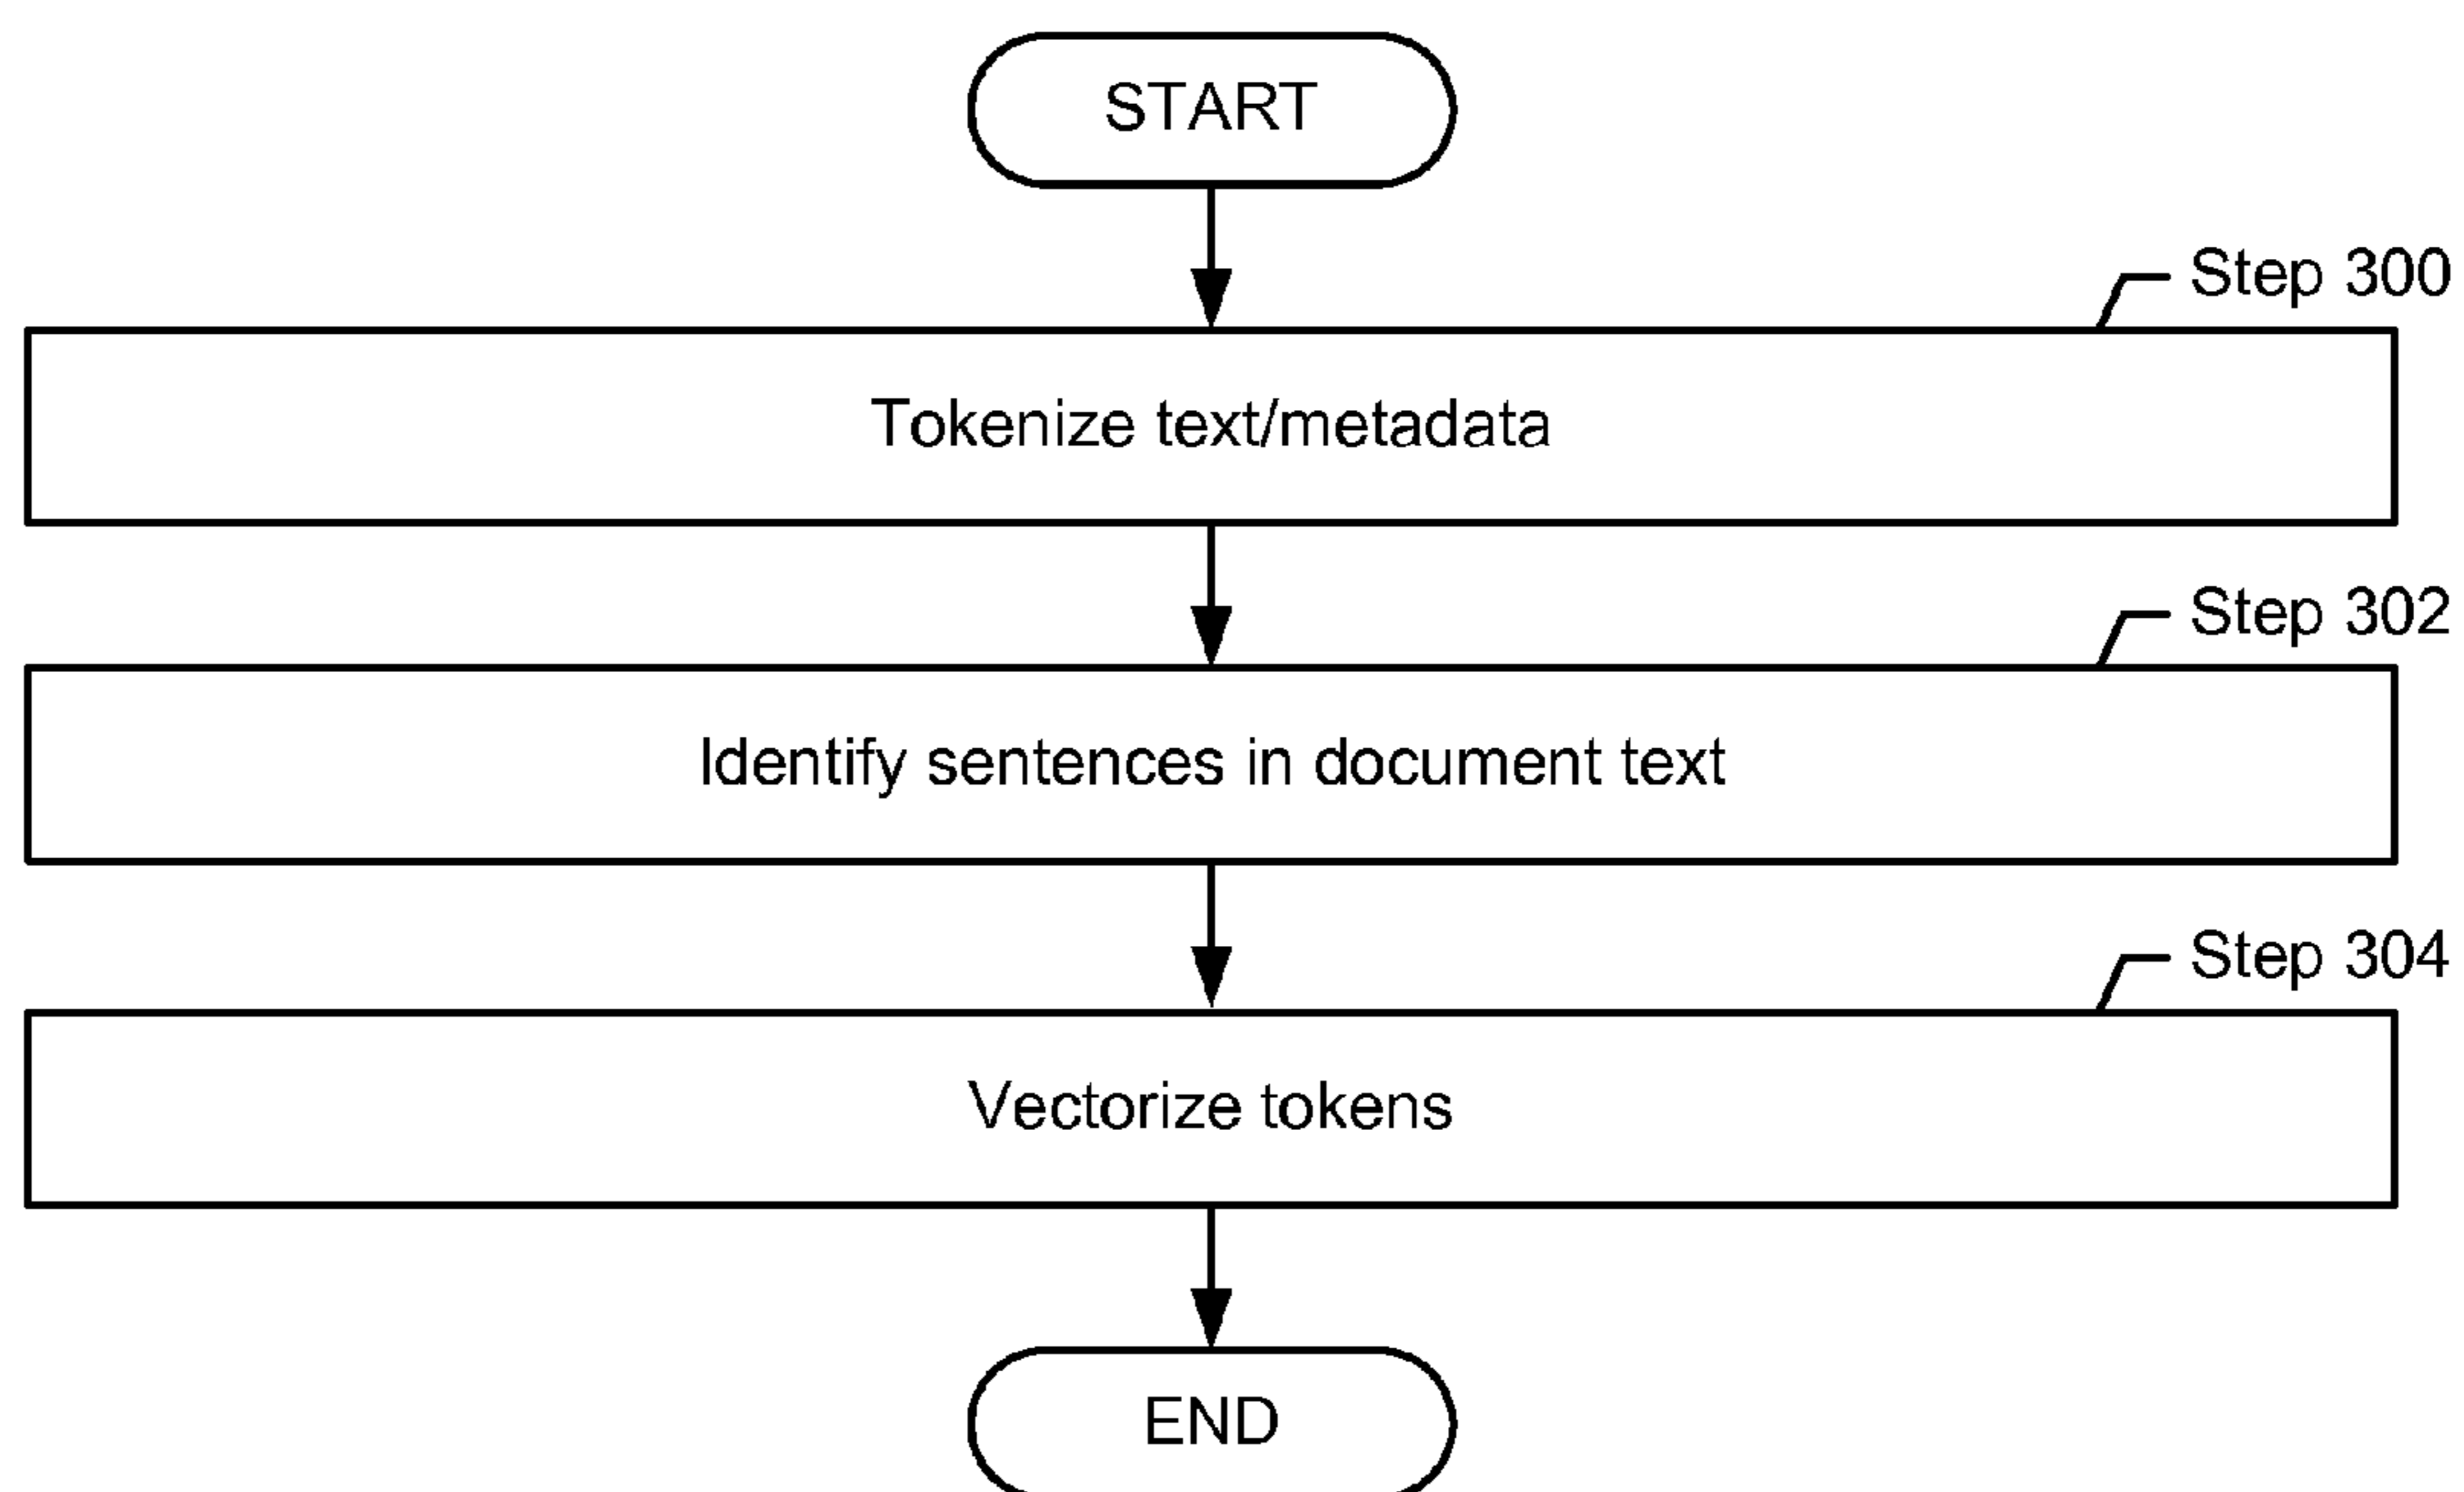 START
Step 300
Tokenize text/metadata
Step 302
Identify sentences in document text
Step 304
Vectorize tokens
END